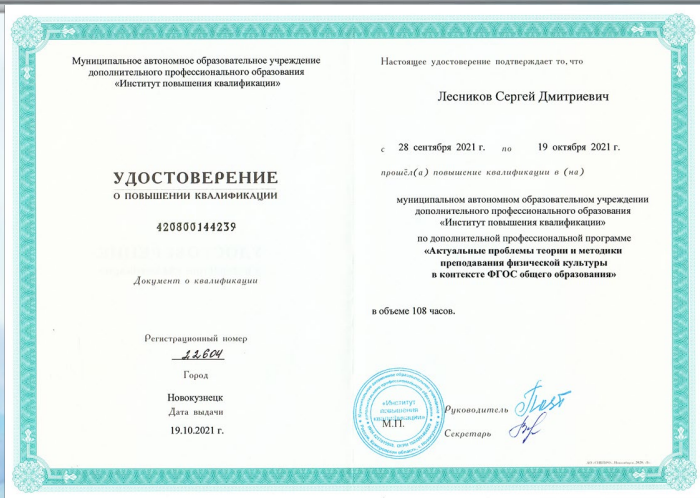 Муниципальное автономное образовательное учреждение
дополнительного профессионального образования
«Институт повышения квалификации»
УДОСТОВЕРЕНИЕ
О ПОВЫШЕНИИ КВАЛИФИКАЦИИ
420800144239
Документ о квалификации
Регистрационный номер
22604
Город
Новокузнецк
Дата выдачи
19.10.2021 г.
Настоящее удостоверение подтверждает то, что
Лесников Сергей Дмитриевич
с 28 сентября 2021 г. по 19 октября 2021 г.
прошёл(а) повышение квалификации в (на)
муниципальном автономном образовательном учреждении
дополнительного профессионального образования
«Институт повышения квалификации»
по дополнительной профессиональной программе
«Актуальные проблемы теории и методики
преподавания физической культуры
в контексте ФГОС общего образования»
в объеме 108 часов.
«Институт
повышения
квалификации»
М.П.
Руководитель
Секретарь